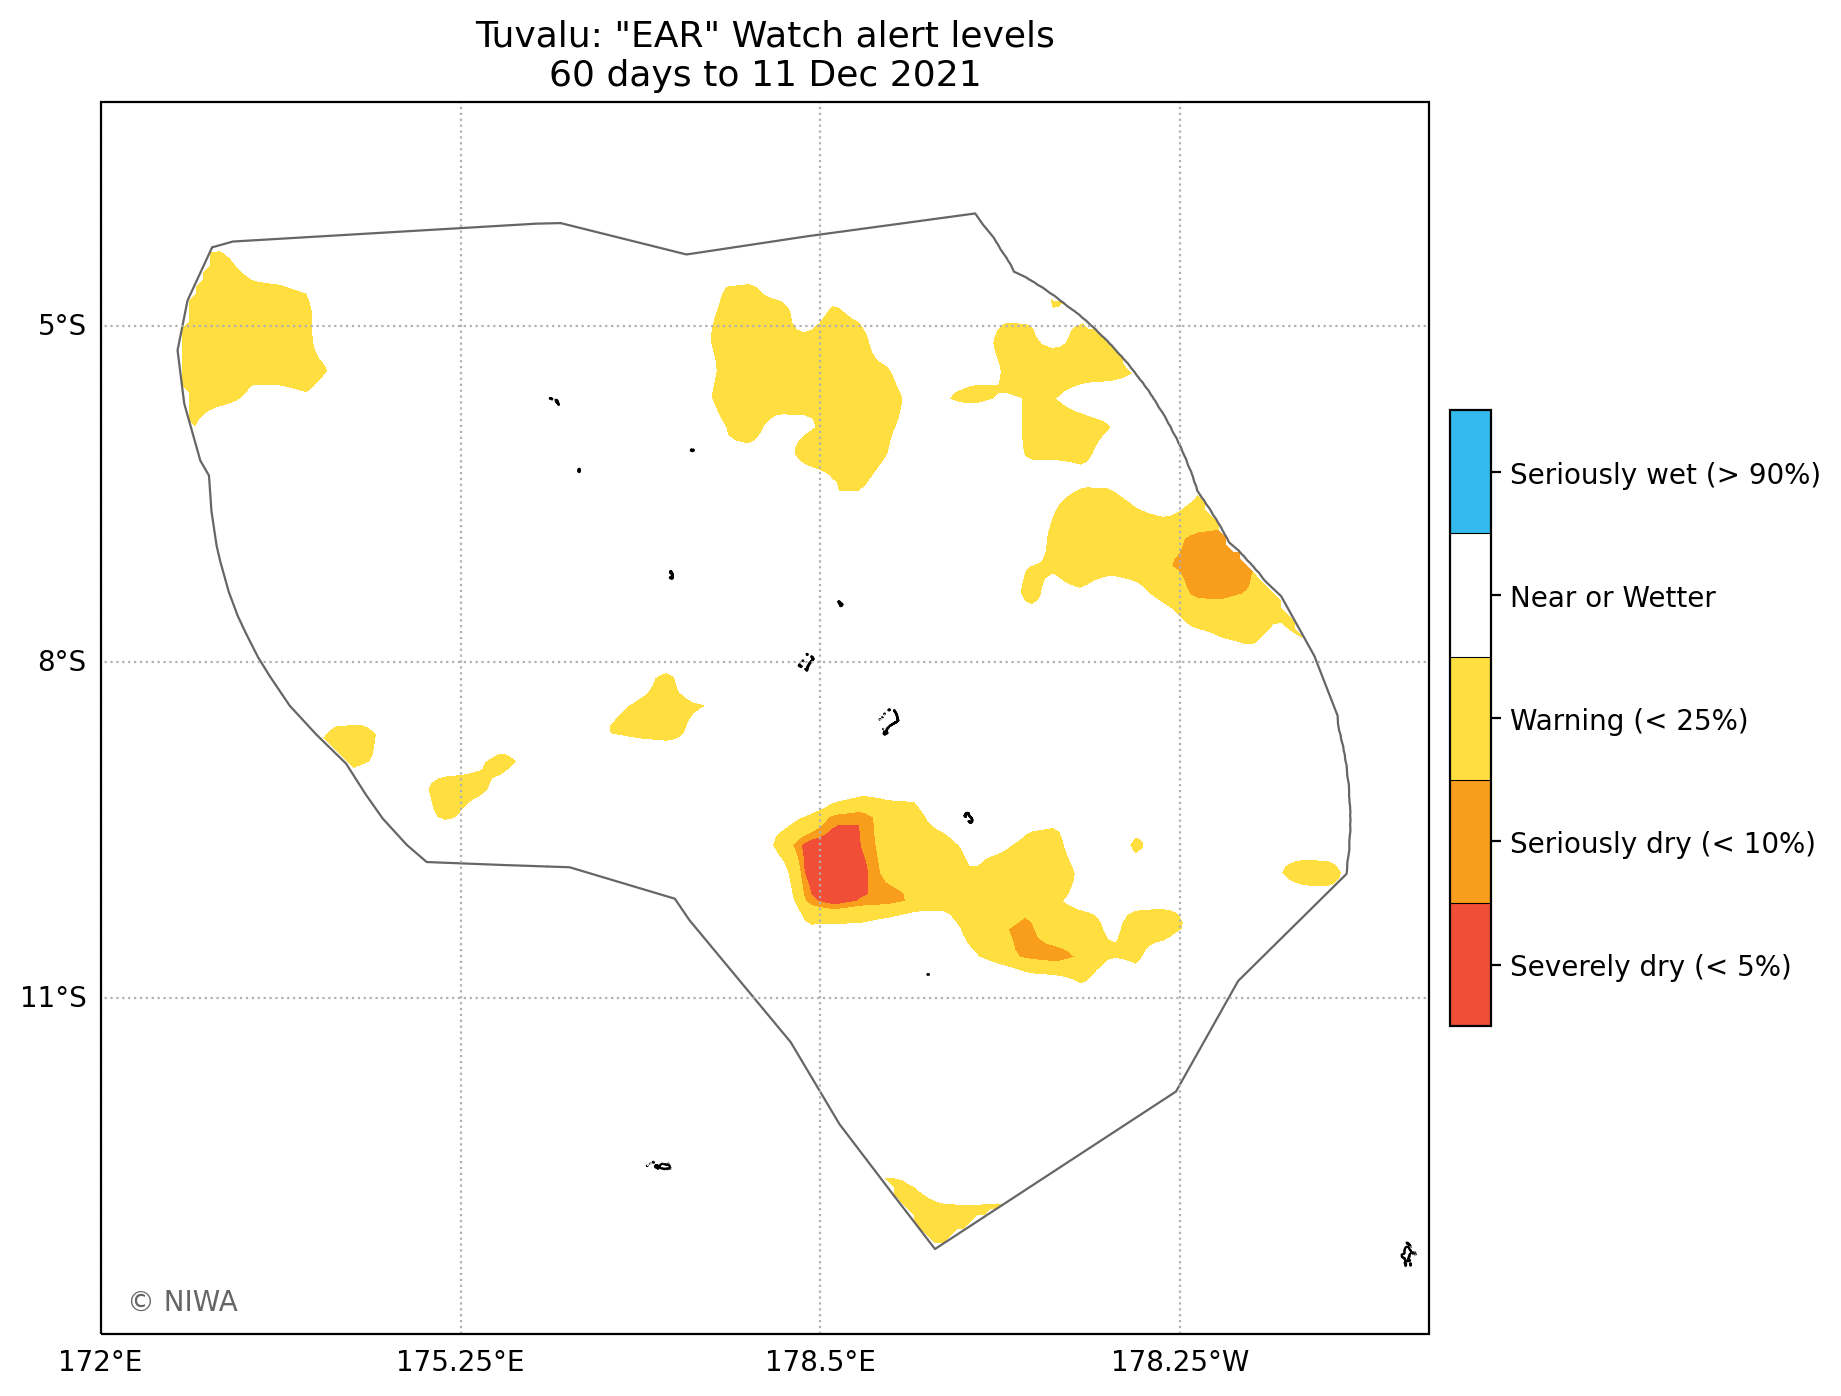 Tuvalu: "EAR" Watch alert levels
60 days to 11 Dec 2021
5°S
8°S
11°S
172°E
175.25°E
178.5°E
178.25°W
Seriously wet (> 90%)
Near or Wetter
Warning (< 25%)
Seriously dry (< 10%)
Severely dry (< 5%)
© NIWA